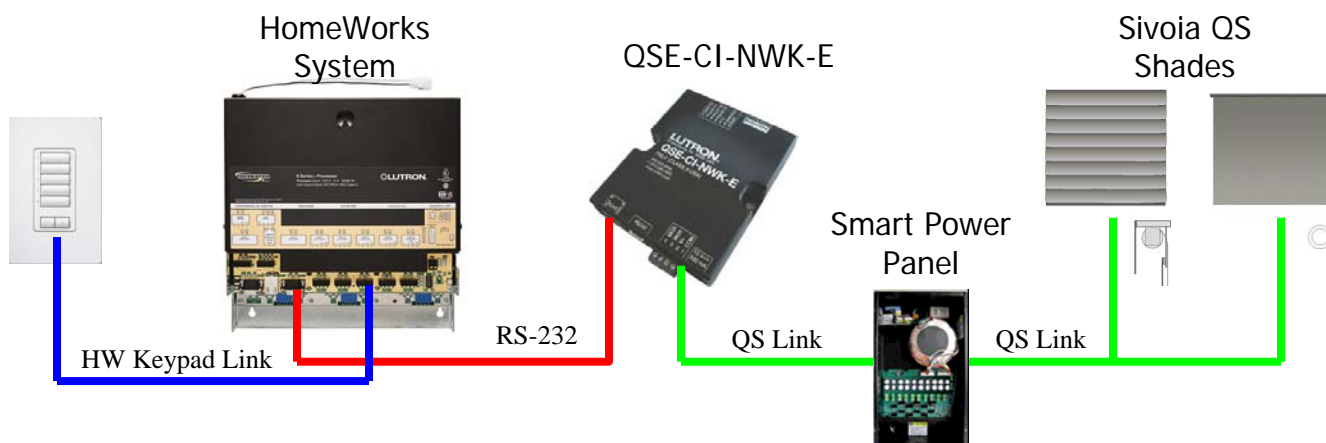 HomeWorks
System
QSE-CI-NWK-E
Sivoia QS
Shades
LUTRON
LUTRON
QSE-CI-NWK-E
Smart Power
Panel
RS-232
QS Link
QS Link
HW Keypad Link